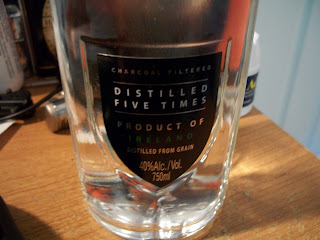 CHARCOAL FILTERED
DISTILLED
FIVE TIMES
PRODUCT OF
IRELAND
DISTILLED FROM GRAIN
40%Alc./Vol.
750ml